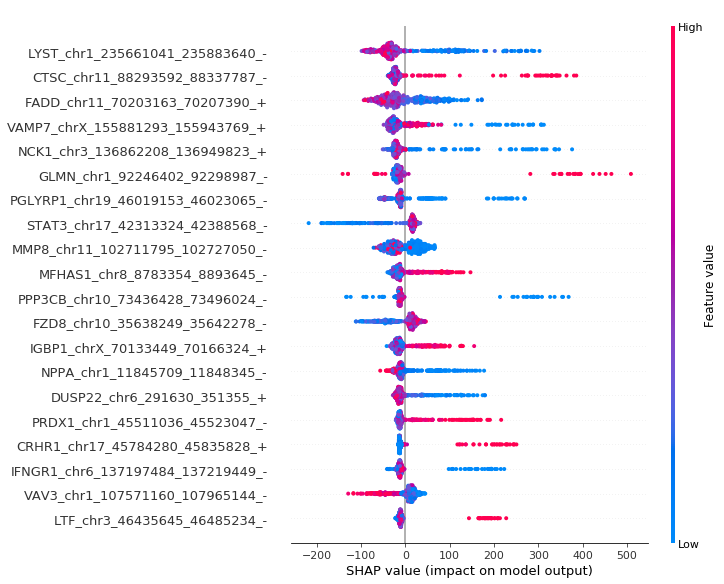 High
LYST_chr1_235661041_235883640_-
CTSC_chr11_88293592_88337787_-
FADD_chr11_70203163_70207390_+
VAMP7_chrX_155881293_155943769_+
NCK1_chr3_136862208_136949823_+
GLMN_chr1_92246402_92298987_-
PGLYRP1_chr19_46019153_46023065_-
STAT3_chr17_42313324_42388568_-
MMP8_chr11_102711795_102727050_-
MFHAS1_chr8_8783354_8893645_-
PPP3CB_chr10_73436428_73496024_-
FZD8_chr10_35638249_35642278_-
IGBP1_chrX_70133449_70166324_+
NPPA_chr1_11845709_11848345_-
DUSP22_chr6_291630_351355_+
PRDX1_chr1_45511036_45523047_-
CRHR1_chr17_45784280_45835828_+
IFNGR1_chr6_137197484_137219449_-
VAV3_chr1_107571160_107965144_-
LTF_chr3_46435645_46485234_-
Feature value
Low
−200 −100 0 100 200 300 400 500
SHAP value (impact on model output)